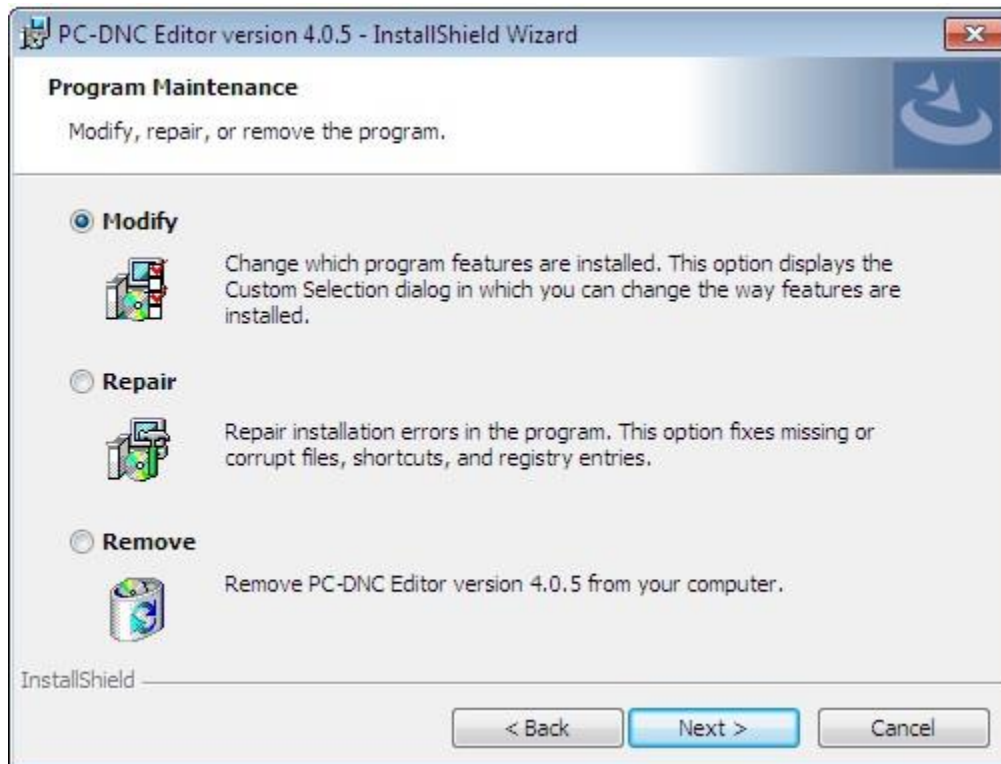 PC-DNC Editor version 4.0.5 - InstallShield Wizard
Program Maintenance
Modify, repair, or remove the program.
Modify
Change which program features are installed. This option displays the
Custom Selection dialog in which you can change the way features are
installed.
Repair
Repair installation errors in the program. This option fixes missing or
corrupt files, shortcuts, and registry entries.
Remove
Remove PC-DNC Editor version 4.0.5 from your computer.
InstallShield
< Back
Next >
Cancel